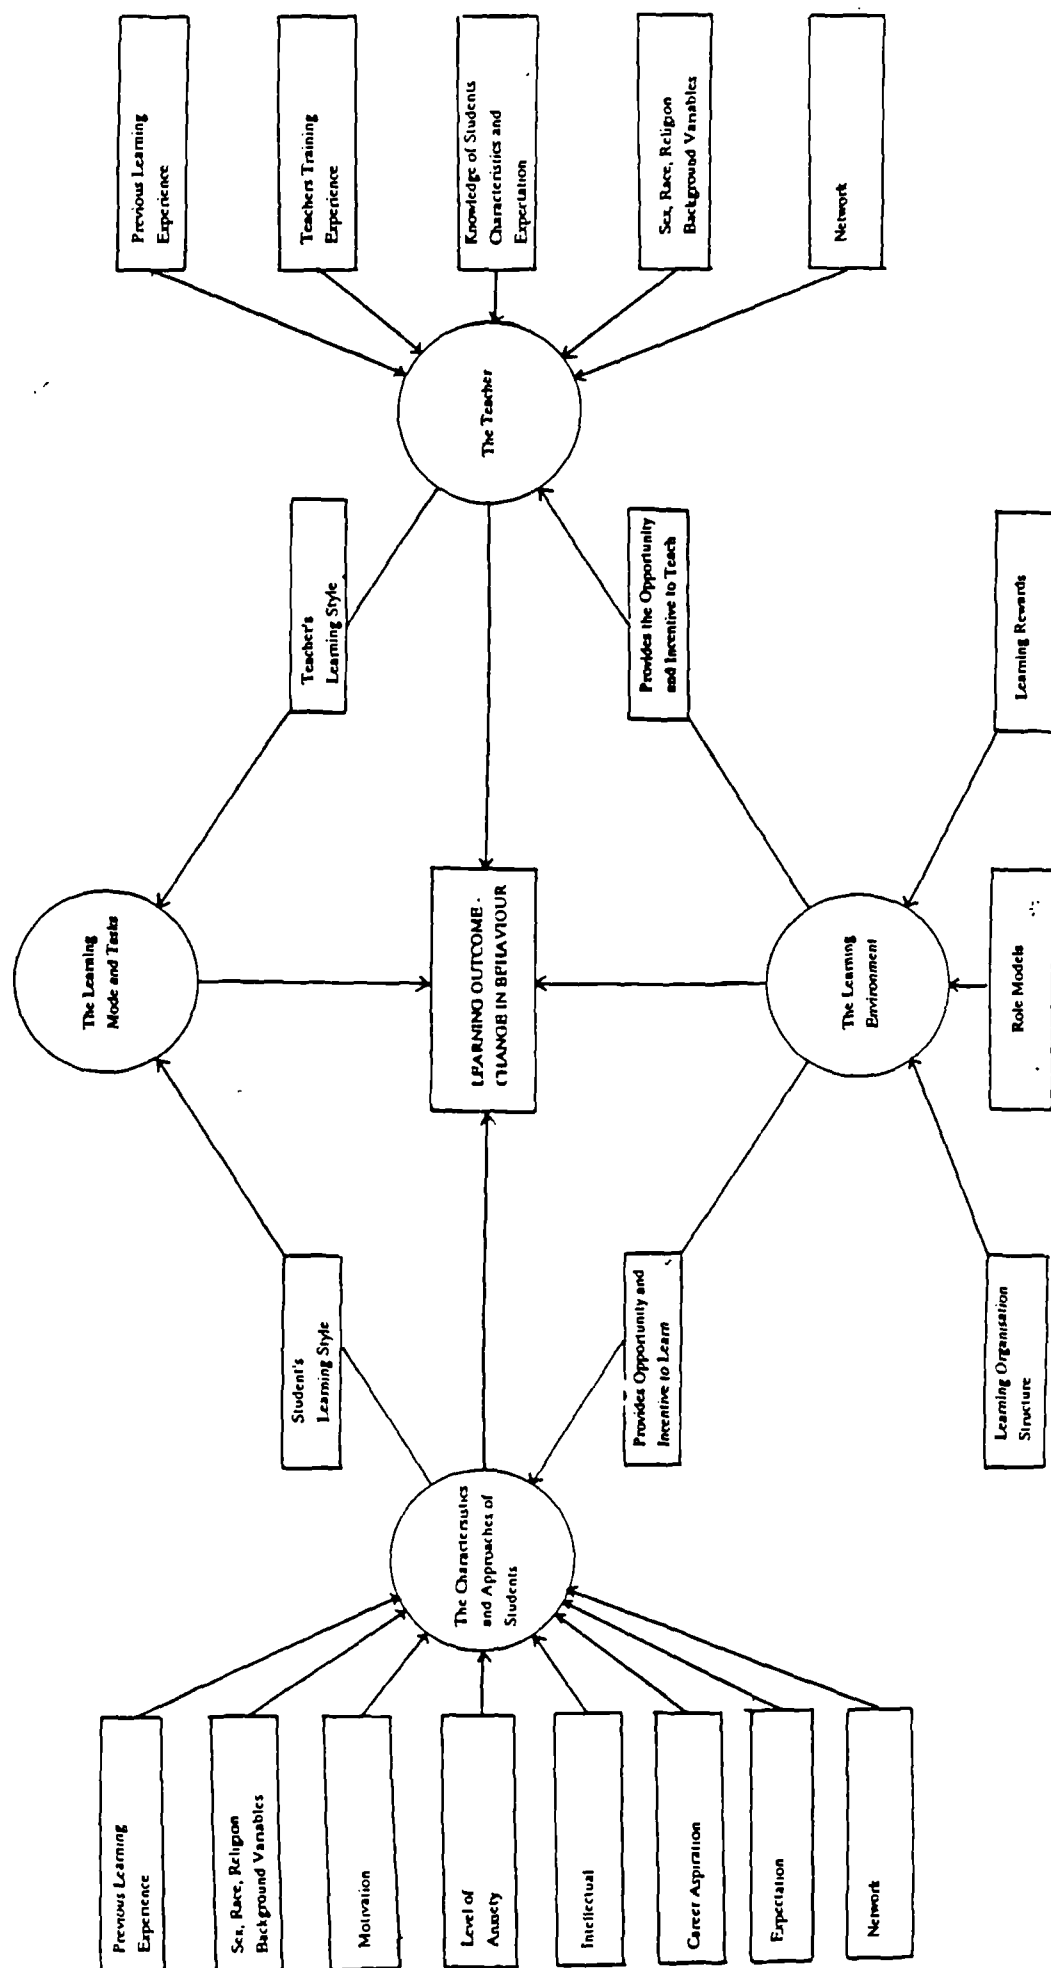 Previous Learning
Experience
Sex, Race, Religion
Background Variables
Motivation
Level of
Anxiety
Intellectual
Career Aspiration
Expectation
Network
The Characteristics
and Approaches of
Students
Student's
Learning Style
Provides Opportunity and
Incentive to Learn
The Learning
Mode and Tasks
LEARNING OUTCOME -
CHANGE IN BEHAVIOUR
The Learning
Environment
Learning Organisation
Structure
Role Models
Learning Rewards
Teacher's
Learning Style
Provides the Opportunity
and Incentive to Teach
The Teacher
Previous Learning
Experience
Teachers Training
Experience
Knowledge of Students
Characteristics and
Expectation
Sex, Race, Religion
Background Variables
Network